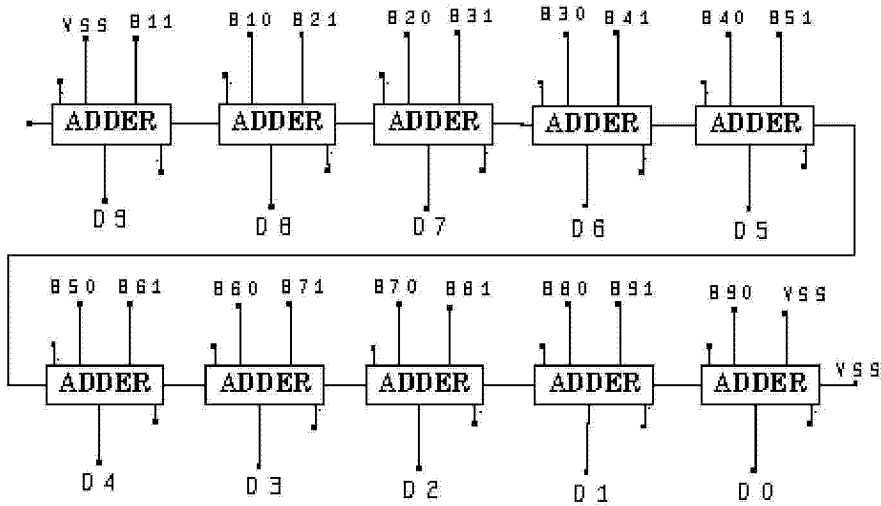 VSS B11 B10 B21 B20 B31 B30 B41 B40 B51
ADDER ADDER ADDER ADDER ADDER
D9 D8 D7 D6 D5
B50 B61 B60 B71 B70 B81 B80 B91 B90 VSS
ADDER ADDER ADDER ADDER ADDER VSS
D4 D3 D2 D1 D0